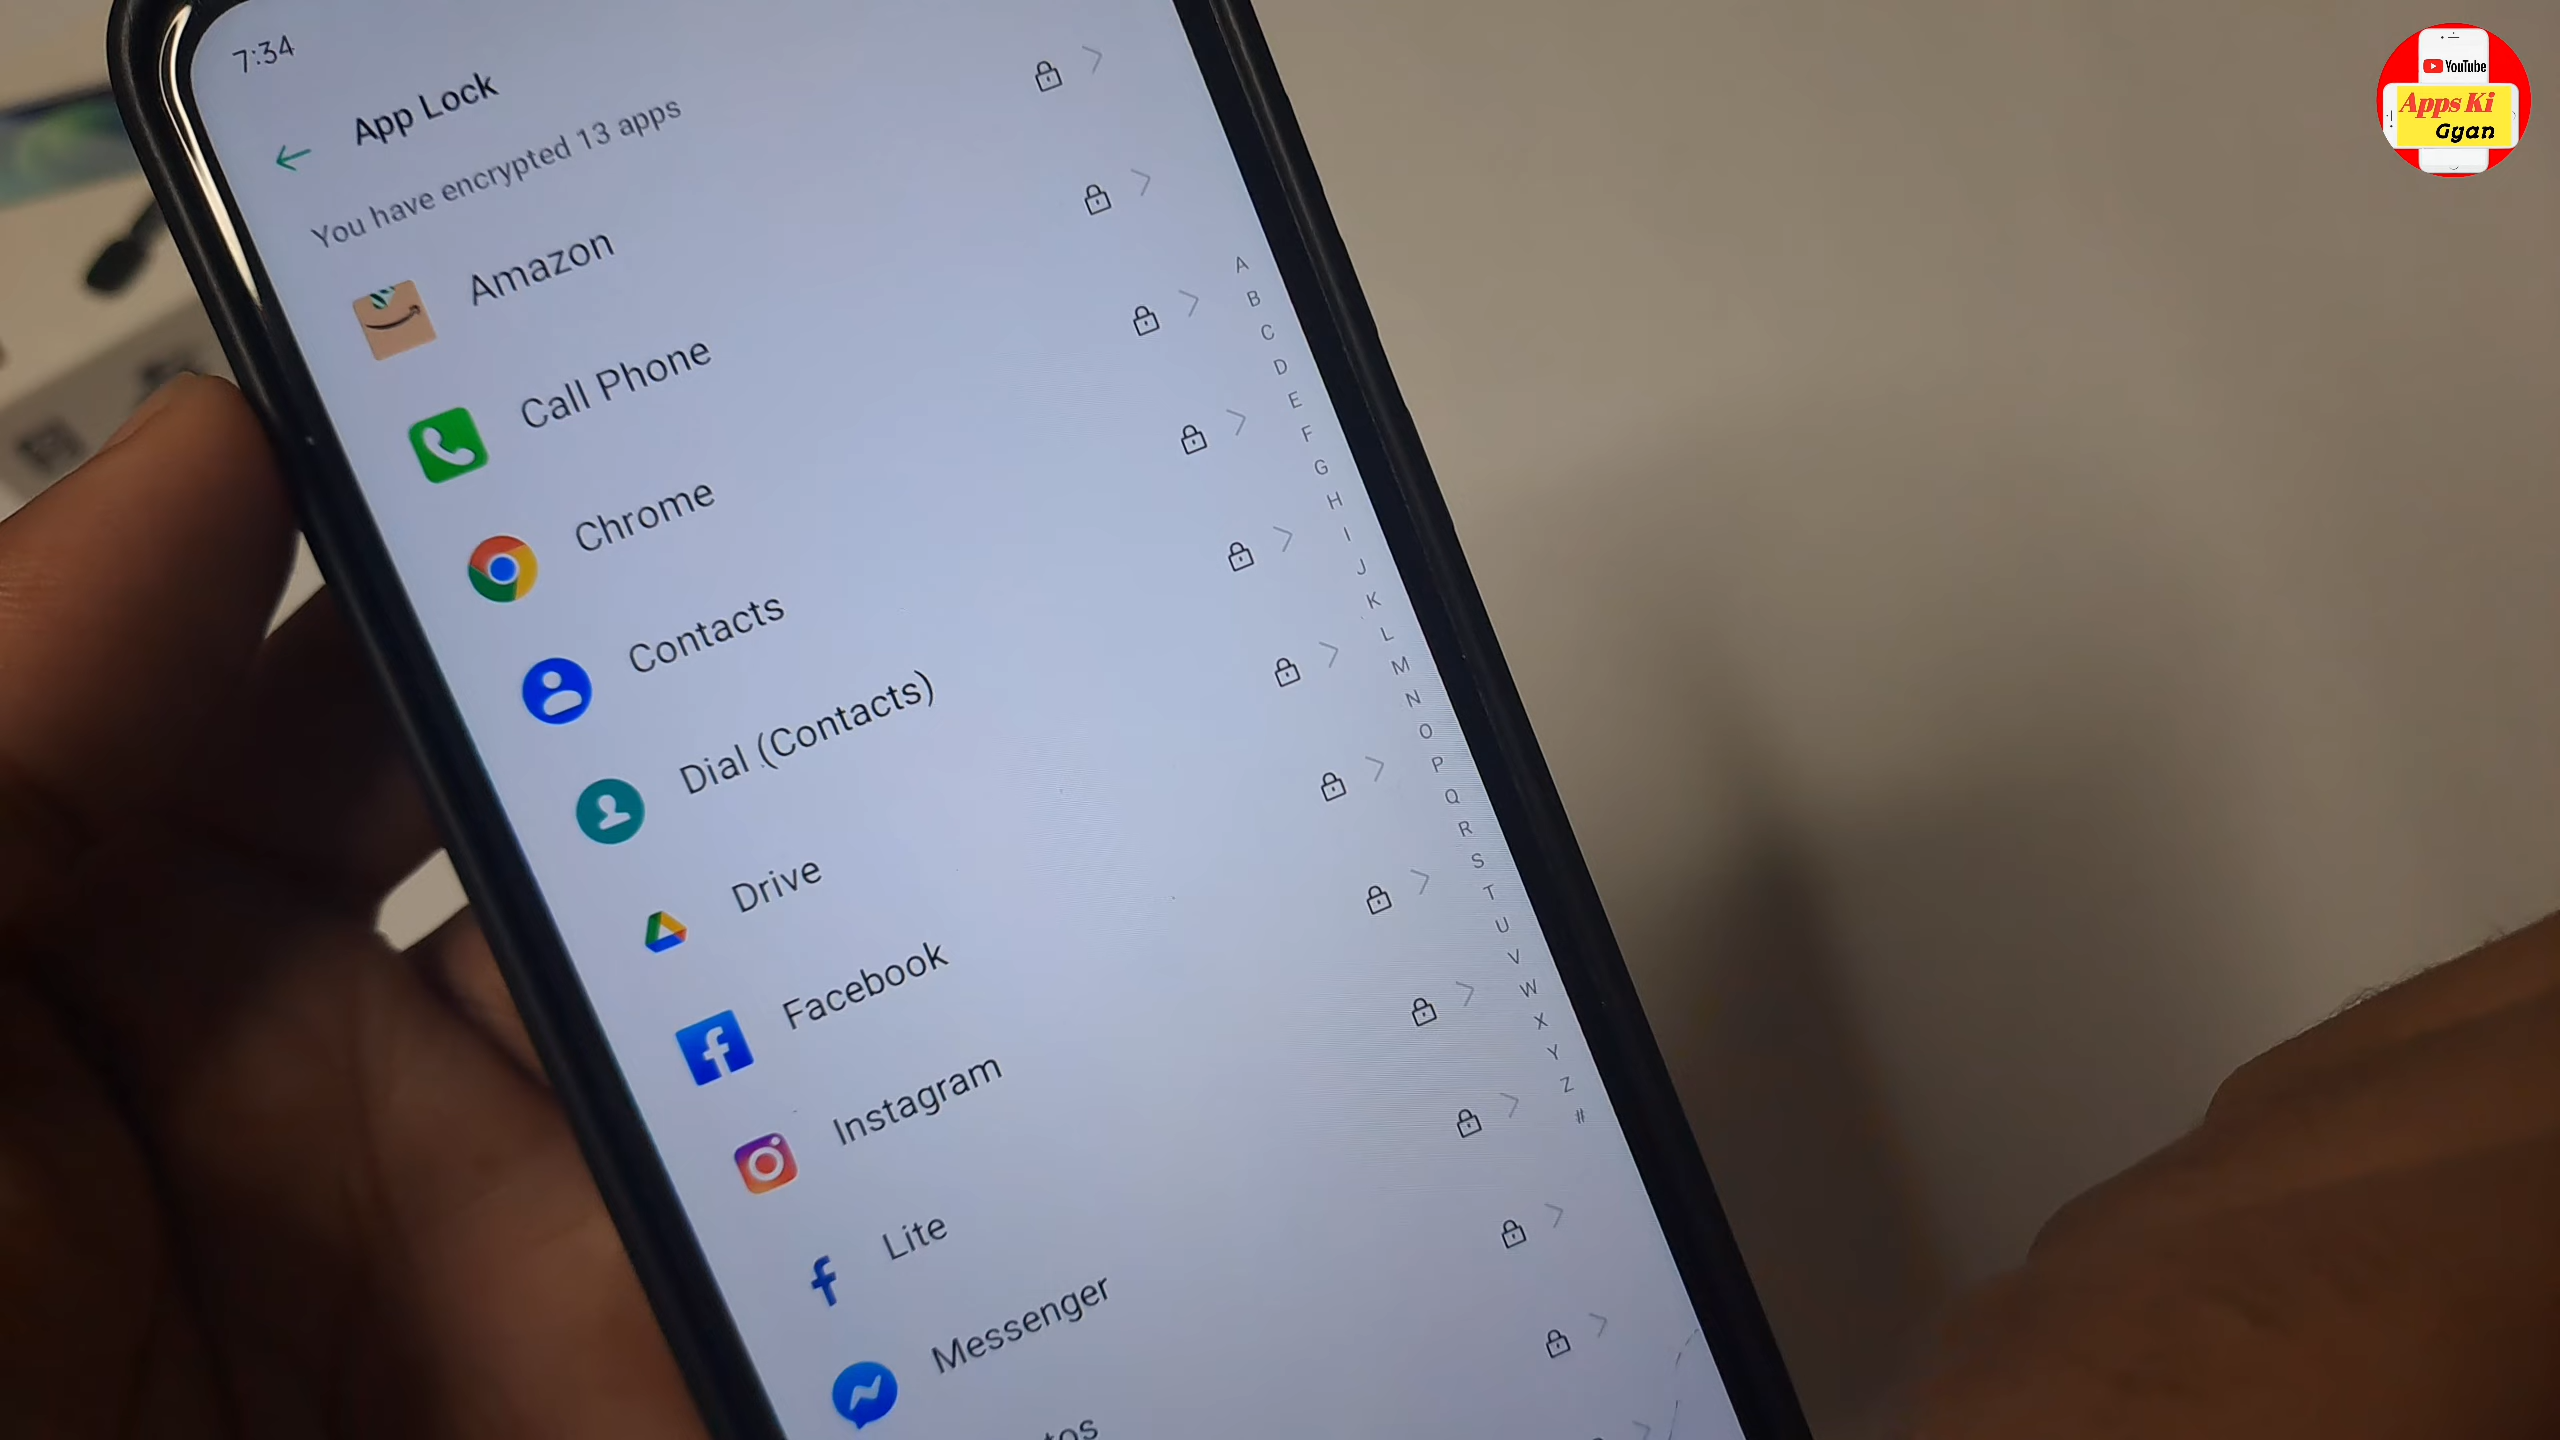 7:34
App Lock
You have encrypted 13 apps
Amazon
Call Phone
Chrome
Contacts
Dial (Contacts)
Drive
Facebook
Instagram
Lite
Messenger
A
B
C
D
E
F
G
H
I
J
K
L
M
N
O
P
Q
R
S
T
U
V
W
X
Y
Z
#
YouTube
Apps Ki
Gyan